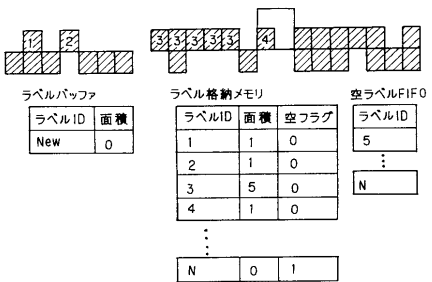 1 2 3 3 3 3 3 4
ラベルバッファ
ラベルID 面積
New 0
ラベル格納メモリ
ラベルID 面積 空フラグ
1 1 0
2 1 0
3 5 0
4 1 0
⋮
N 0 1
空ラベルFIFO
ラベルID
5
⋮
N